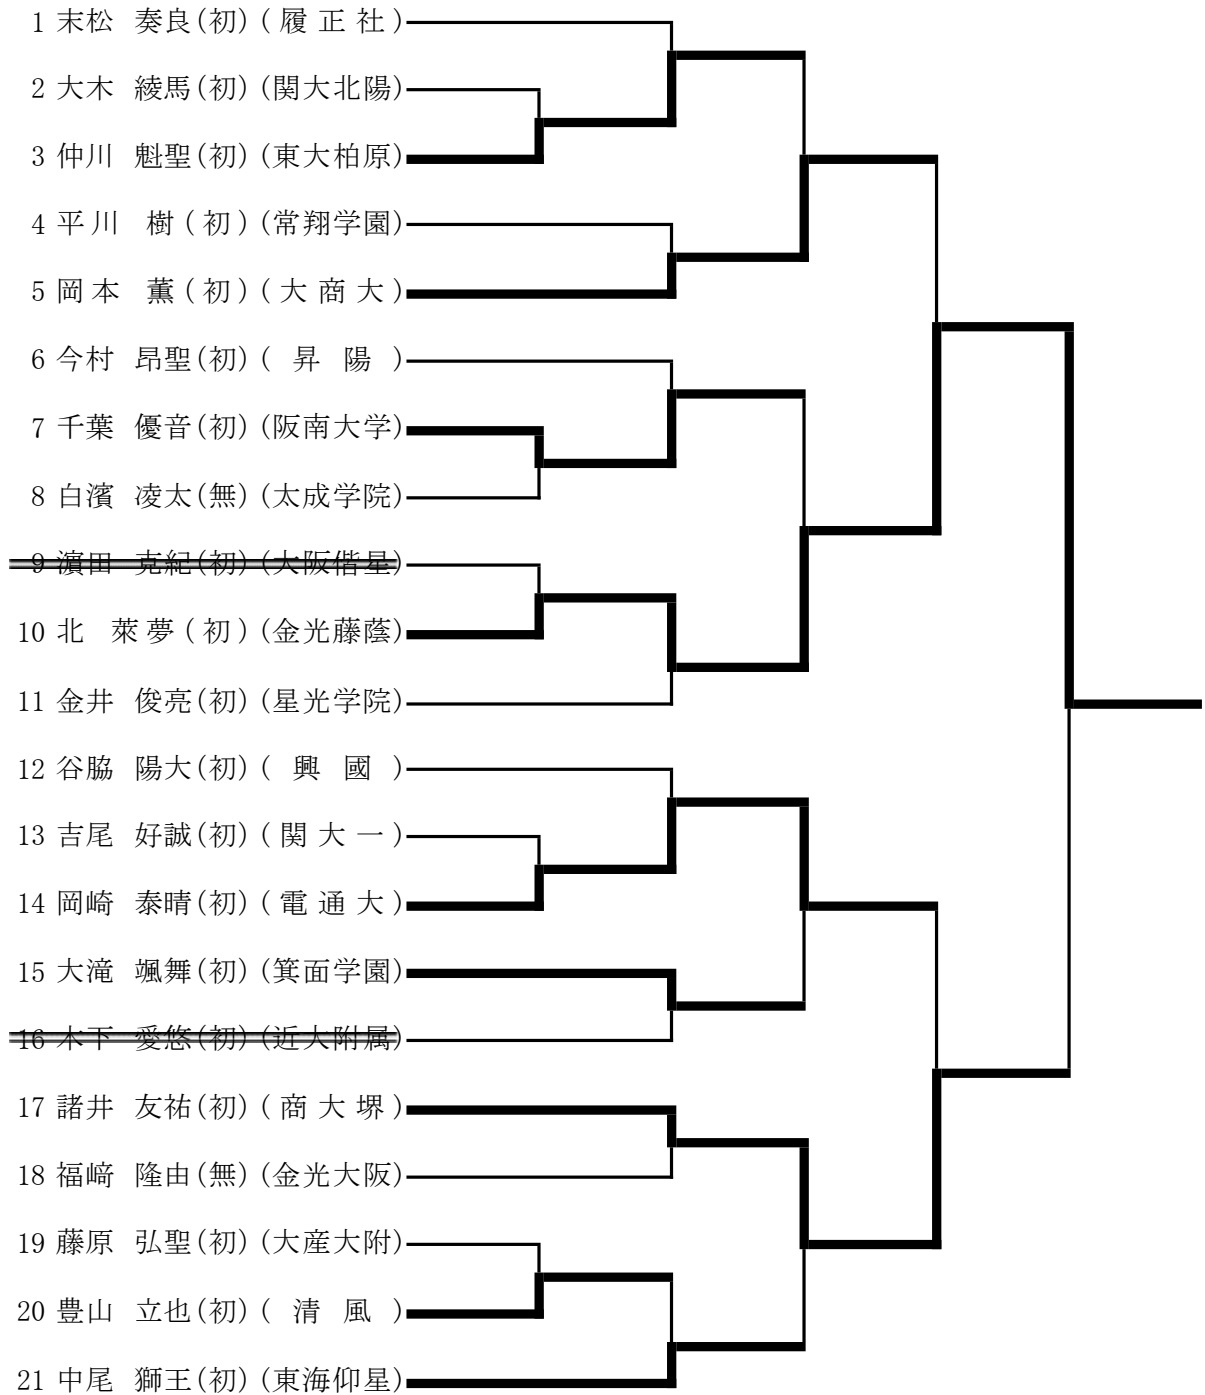 1 末松 奏良(初) (履正社)
2 大木 綾馬(初) (関大北陽)
3 仲川 魁聖(初) (東大柏原)
4 平川 樹(初) (常翔学園)
5 岡本 薫(初) (大商大)
6 今村 昂聖(初) (昇陽)
7 千葉 優音(初) (阪南大学)
8 白濱 凌太(無) (太成学院)
9 濵田 克紀(初) (大阪偕星)
10 北 萊夢(初) (金光藤蔭)
11 金井 俊亮(初) (星光学院)
12 谷脇 陽大(初) (興國)
13 吉尾 好誠(初) (関大一)
14 岡崎 泰晴(初) (電通大)
15 大滝 颯舞(初) (箕面学園)
16 木下 愛悠(初) (近大附属)
17 諸井 友祐(初) (商大堺)
18 福﨑 隆由(無) (金光大阪)
19 藤原 弘聖(初) (大産大附)
20 豊山 立也(初) (清風)
21 中尾 獅王(初) (東海仰星)